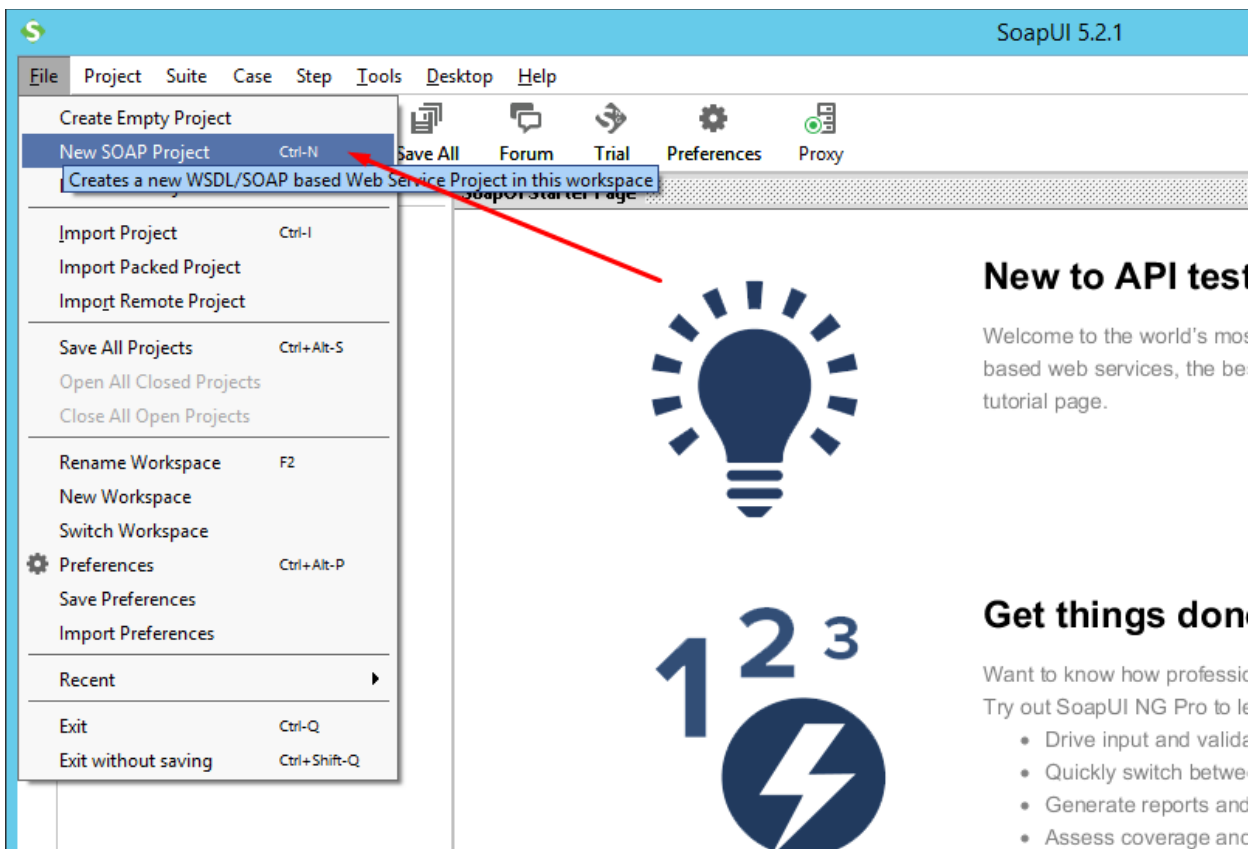 SoapUI 5.2.1
File Project Suite Case Step Tools Desktop Help
Save All Forum Trial Preferences Proxy
Create Empty Project
New SOAP Project Ctrl-N
Creates a new WSDL/SOAP based Web Service Project in this workspace
SoapUI Starter Page
Import Project Ctrl-I
Import Packed Project
Import Remote Project
Save All Projects Ctrl+Alt-S
Open All Closed Projects
Close All Open Projects
Rename Workspace F2
New Workspace
Switch Workspace
Preferences Ctrl+Alt-P
Save Preferences
Import Preferences
Recent
Exit Ctrl-Q
Exit without saving Ctrl+Shift-Q
New to API test
Welcome to the world's mos
based web services, the bes
tutorial page.
1 2 3
Get things done
Want to know how professio
Try out SoapUI NG Pro to le
• Drive input and valida
• Quickly switch betwee
• Generate reports and
• Assess coverage and